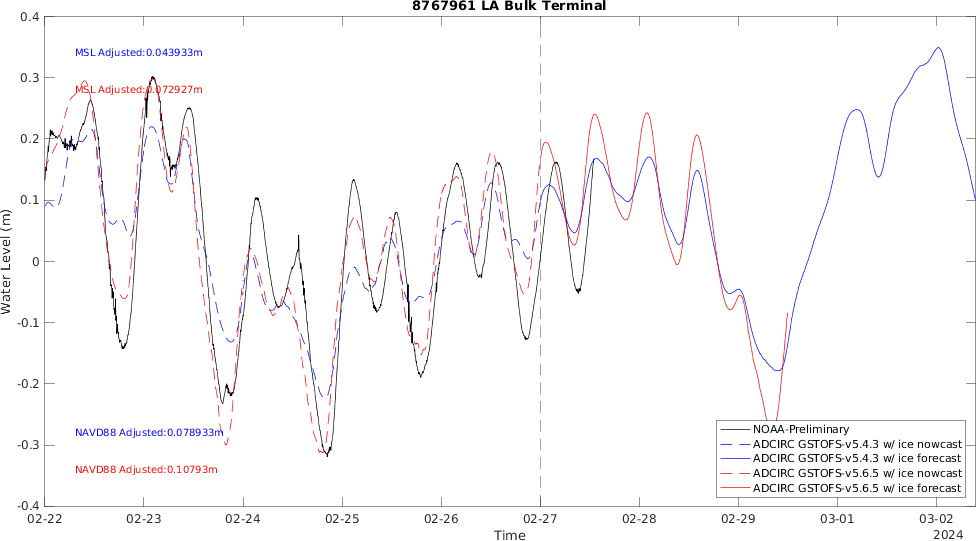 8767961 LA Bulk Terminal
MSL Adjusted:0.043933m
MSL Adjusted:0.072927m
NAVD88 Adjusted:0.078933m
NAVD88 Adjusted:0.10793m
Water Level (m)
0.4
0.3
0.2
0.1
0
-0.1
-0.2
-0.3
-0.4
NOAA-Preliminary
ADCIRC GSTOFS-v5.4.3 w/ ice nowcast
ADCIRC GSTOFS-v5.4.3 w/ ice forecast
ADCIRC GSTOFS-v5.6.5 w/ ice nowcast
ADCIRC GSTOFS-v5.6.5 w/ ice forecast
02-22 02-23 02-24 02-25 02-26 02-27 02-28 02-29 03-01 03-02
Time
2024